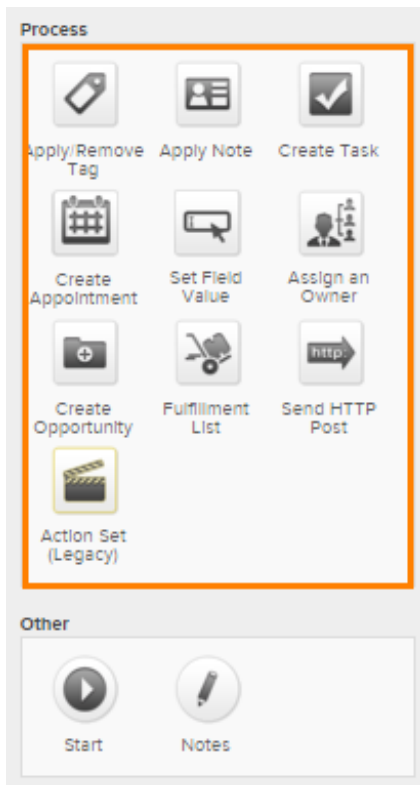 Process
Apply/Remove Tag
Apply Note
Create Task
Create Appointment
Set Field Value
Assign an Owner
Create Opportunity
Fulfillment List
http:
Send HTTP Post
Action Set (Legacy)
Other
Start
Notes